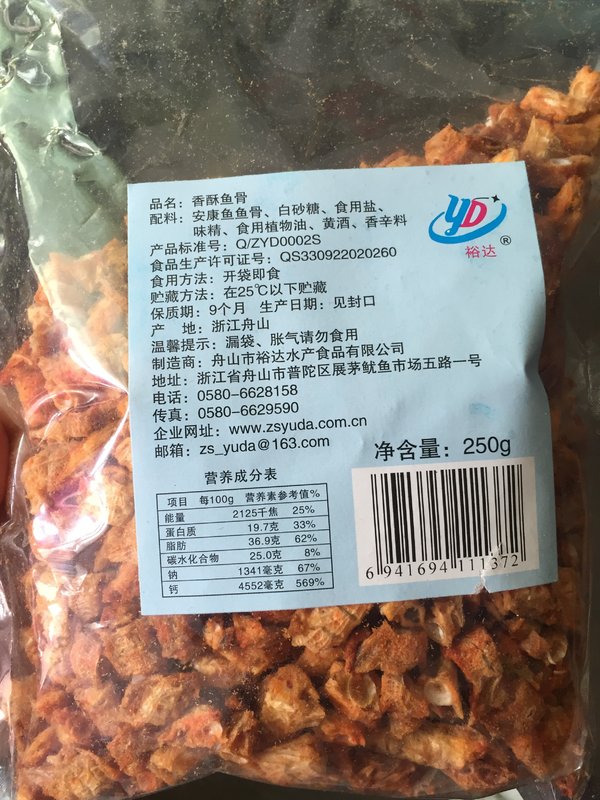 品名：香酥鱼骨
配料：安康鱼鱼骨、白砂糖、食用盐、
味精、食用植物油、黄酒、香辛料
产品标准号：Q/ZYD0002S
食品生产许可证号：QS330922020260
食用方法：开袋即食
贮藏方法：在25℃以下贮藏
保质期：9个月 生产日期：见封口
产 地：浙江舟山
温馨提示：漏袋、胀气请勿食用
制造商：舟山市裕达水产食品有限公司
地址：浙江省舟山市普陀区展茅鱿鱼市场五路一号
电话：0580-6628158
传真：0580-6629590
企业网址：www.zsyuda.com.cn
邮箱：zs_yuda@163.com
YD
裕达®
净含量：250g
营养成分表
项目 每100g 营养素参考值%
能量 2125千焦 25%
蛋白质 19.7克 33%
脂肪 36.9克 62%
碳水化合物 25.0克 8%
钠 1341毫克 67%
钙 4552毫克 569%
6 941694 111372